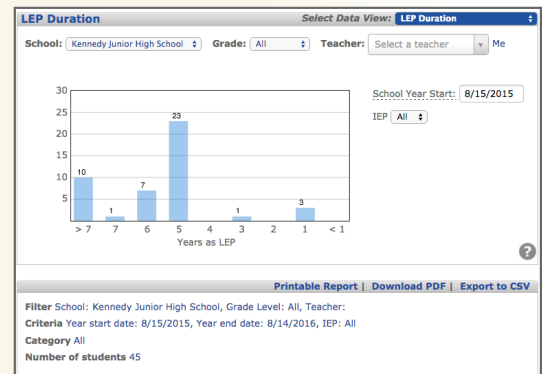 LEP Duration Select Data View: LEP Duration
School: Kennedy Junior High School Grade: All Teacher: Select a teacher Me
School Year Start: 8/15/2015
IEP All
30
25
20
15
10
5
10
1
7
23
1
3
> 7 7 6 5 4 3 2 1 < 1
Years as LEP
?
Printable Report | Download PDF | Export to CSV
Filter School: Kennedy Junior High School, Grade Level: All, Teacher:
Criteria Year start date: 8/15/2015, Year end date: 8/14/2016, IEP: All
Category All
Number of students 45